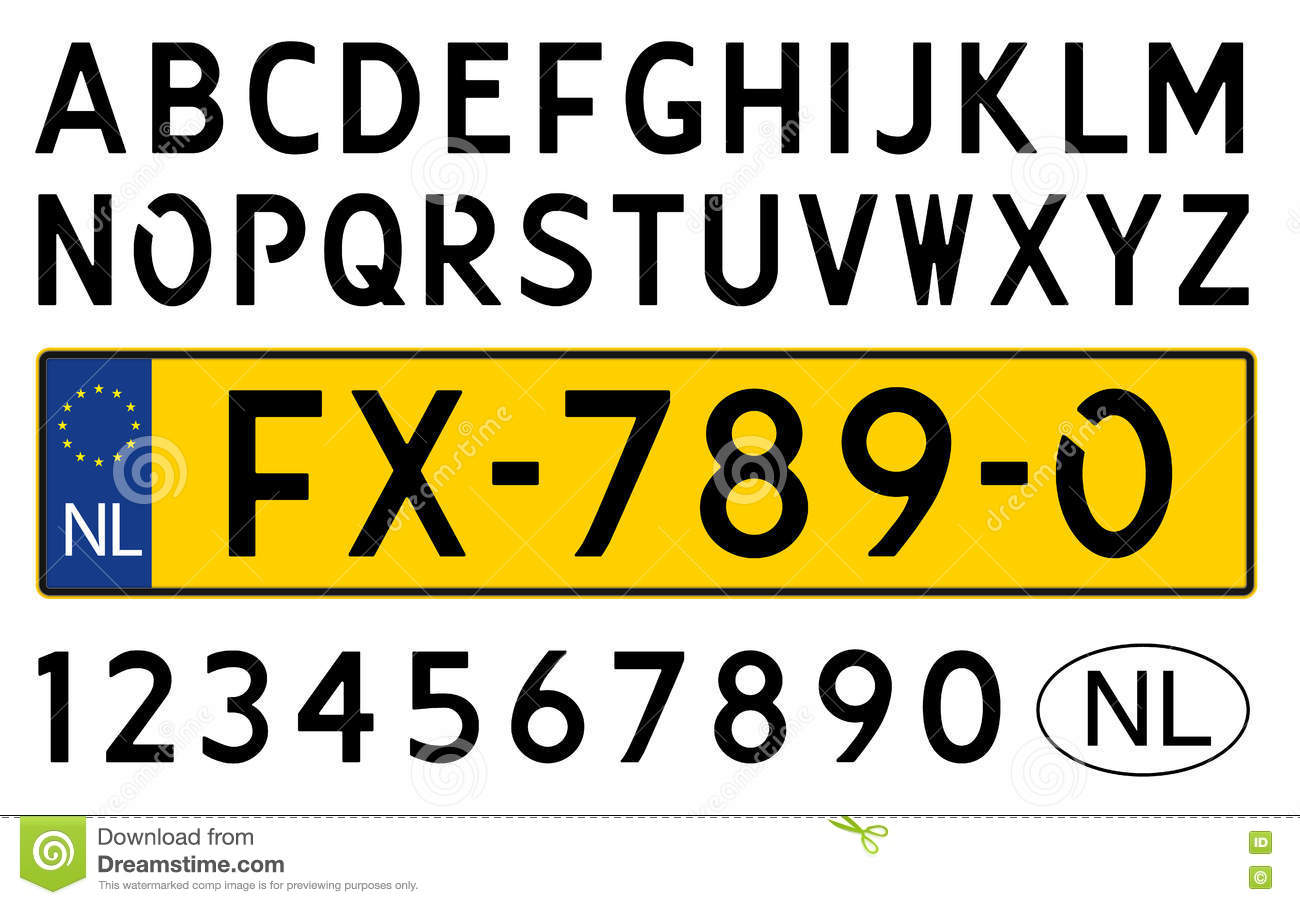 ABCDEFGHIJKLM
NOPQRSTUVWXYZ
NL FX-789-O
1234567890 NL
Download from
Dreamstime.com
This watermarked comp image is for previewing purposes only.
ID
©